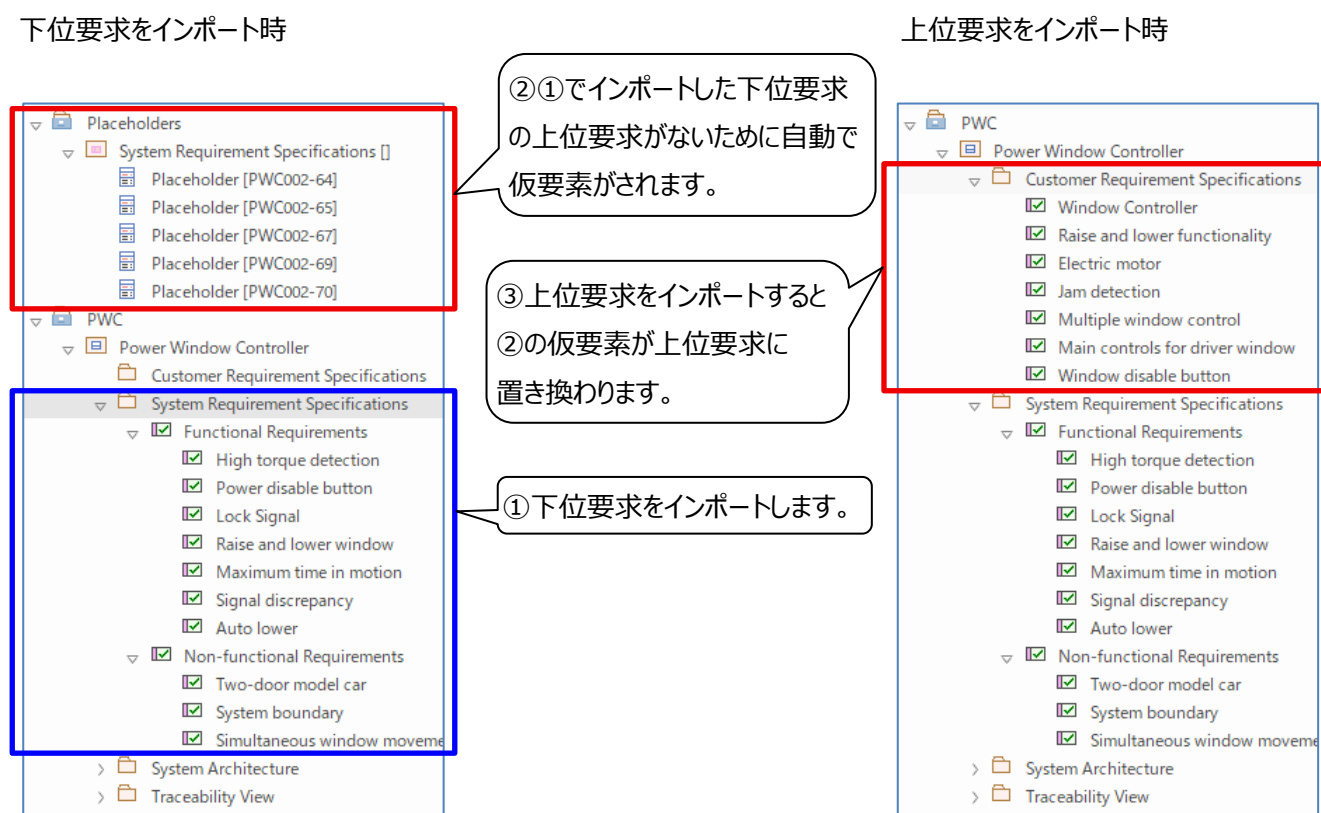 下位要求をインポート時
上位要求をインポート時
②①でインポートした下位要求
の上位要求がないために自動で
仮要素がされます。
③上位要求をインポートすると
②の仮要素が上位要求に
置き換わります。
①下位要求をインポートします。
Placeholders
System Requirement Specifications []
Placeholder [PWC002-64]
Placeholder [PWC002-65]
Placeholder [PWC002-67]
Placeholder [PWC002-69]
Placeholder [PWC002-70]
PWC
Power Window Controller
Customer Requirement Specifications
System Requirement Specifications
Functional Requirements
High torque detection
Power disable button
Lock Signal
Raise and lower window
Maximum time in motion
Signal discrepancy
Auto lower
Non-functional Requirements
Two-door model car
System boundary
Simultaneous window moveme
System Architecture
Traceability View
PWC
Power Window Controller
Customer Requirement Specifications
Window Controller
Raise and lower functionality
Electric motor
Jam detection
Multiple window control
Main controls for driver window
Window disable button
System Requirement Specifications
Functional Requirements
High torque detection
Power disable button
Lock Signal
Raise and lower window
Maximum time in motion
Signal discrepancy
Auto lower
Non-functional Requirements
Two-door model car
System boundary
Simultaneous window moveme
System Architecture
Traceability View